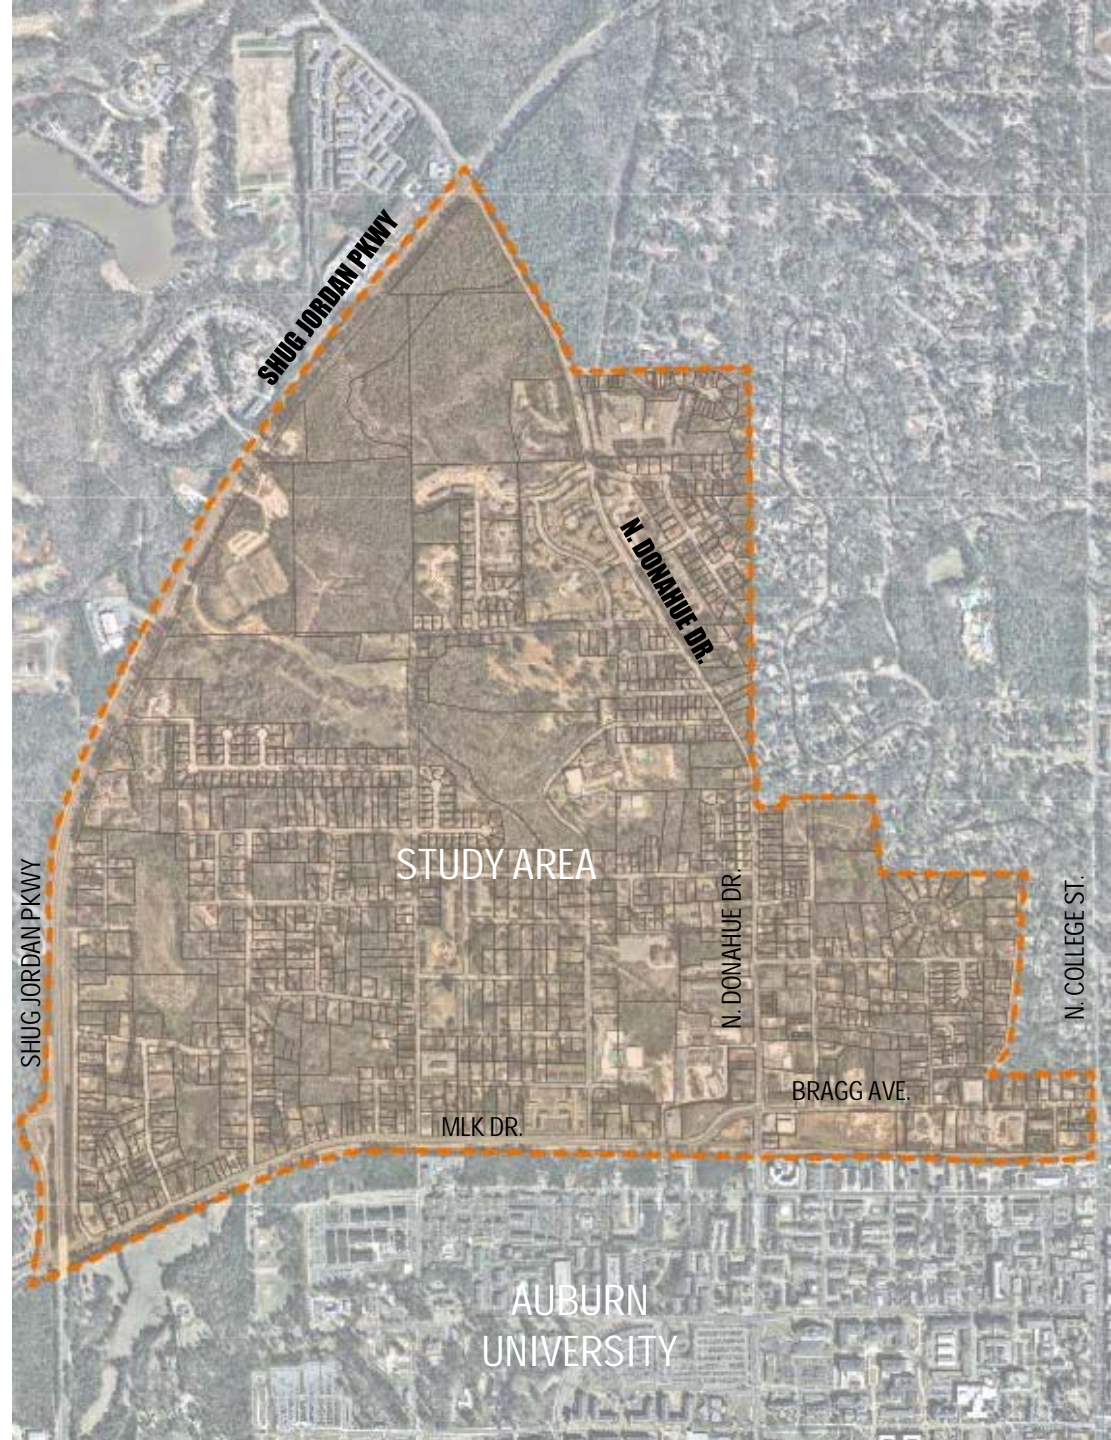 SHUG JORDAN PKWY
N. DONAHUE DR.
STUDY AREA
SHUG JORDAN PKWY
N. DONAHUE DR.
N. COLLEGE ST.
BRAGG AVE.
MLK DR.
AUBURN
UNIVERSITY